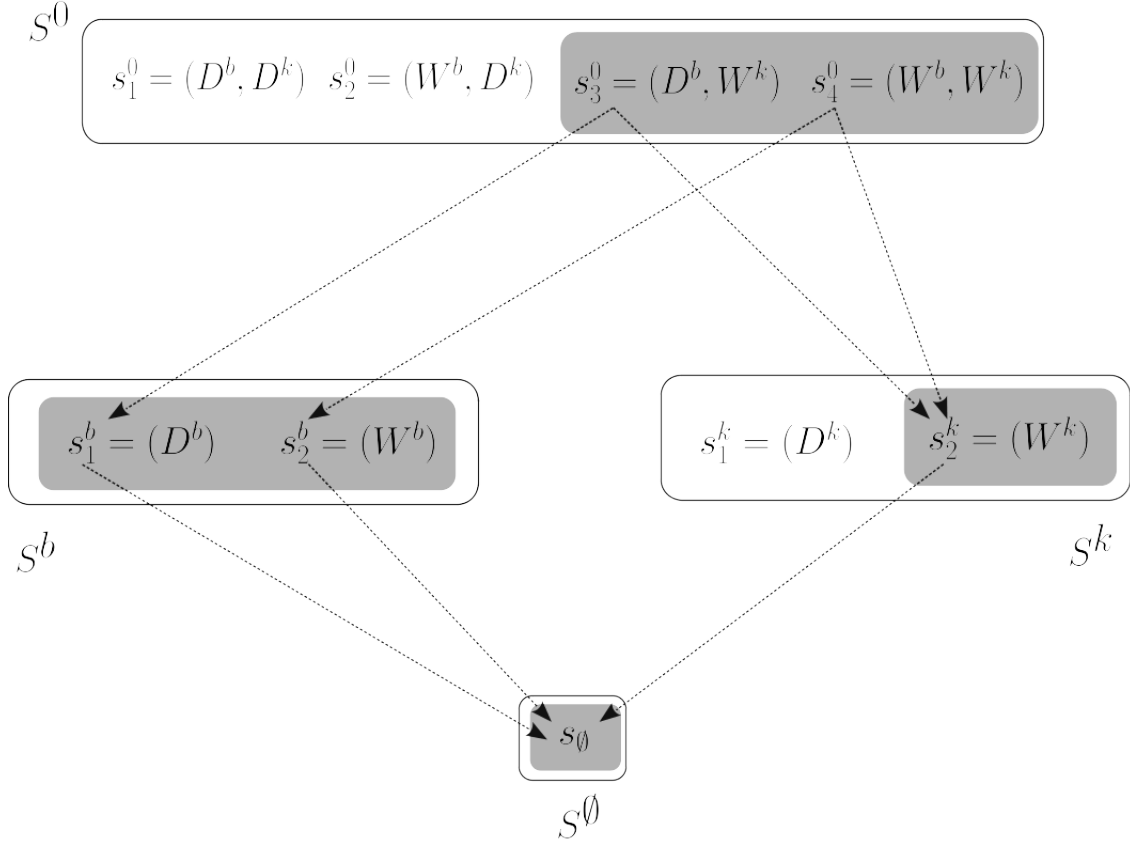 S^0
s_1^0 = (D^b, D^k) s_2^0 = (W^b, D^k) s_3^0 = (D^b, W^k) s_4^0 = (W^b, W^k)
s_1^b = (D^b) s_2^b = (W^b) s_1^k = (D^k) s_2^k = (W^k)
S^b S^k
s_∅
S^∅